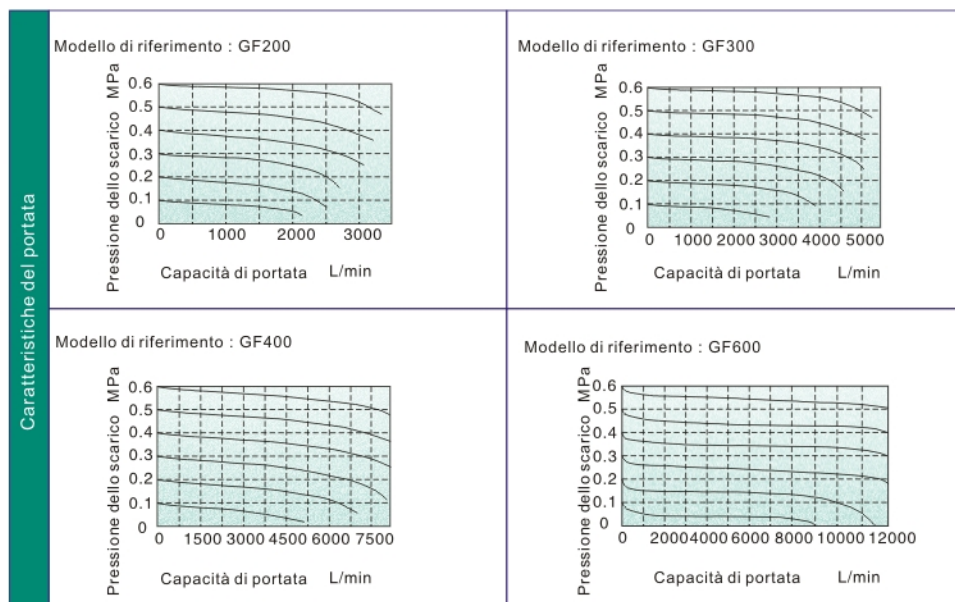 Caratteristiche del portata
Modello di riferimento : GF200
Pressione dello scarico MPa
0.6
0.5
0.4
0.3
0.2
0.1
0
0 1000 2000 3000
Capacità di portata L/min
Modello di riferimento : GF300
Pressione dello scarico MPa
0.6
0.5
0.4
0.3
0.2
0.1
0
0 1000 2000 3000 4000 5000
Capacità di portata L/min
Modello di riferimento : GF400
Pressione dello scarico MPa
0.6
0.5
0.4
0.3
0.2
0.1
0
0 1500 3000 4500 6000 7500
Capacità di portata L/min
Modello di riferimento : GF600
Pressione dello scarico MPa
0.6
0.5
0.4
0.3
0.2
0.1
0
0 2000 4000 6000 8000 10000 12000
Capacità di portata L/min